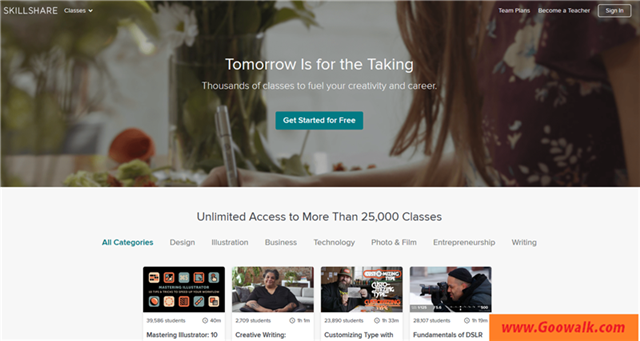 SKILLSHARE Classes Team Plans Become a Teacher Sign In
Tomorrow Is for the Taking
Thousands of classes to fuel your creativity and career.
Get Started for Free
Unlimited Access to More Than 25,000 Classes
All Categories Design Illustration Business Technology Photo & Film Entrepreneurship Writing
MASTERING ILLUSTRATOR
CUSTOMIZING TYPE
39,586 students 40m
2,709 students 1h 1m
23,890 students 1h 33m
28,107 students 1h 19m
Mastering Illustrator: 10
Creative Writing:
Customizing Type with
Fundamentals of DSLR
www.Goowalk.com